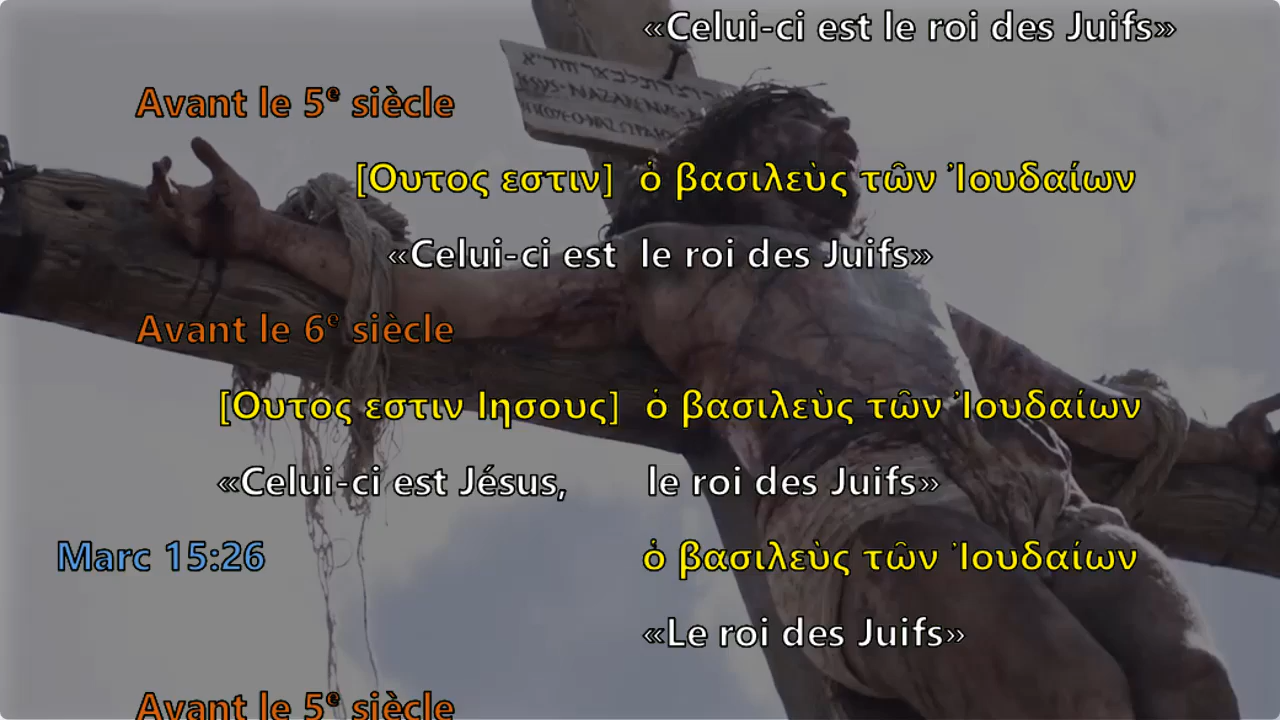 «Celui-ci est le roi des Juifs»
Avant le 5ᵉ siècle
[Ουτος εστιν] ὁ βασιλεὺς τῶν Ἰουδαίων
«Celui-ci est le roi des Juifs»
Avant le 6ᵉ siècle
[Ουτος εστιν Ιησους] ὁ βασιλεὺς τῶν Ἰουδαίων
«Celui-ci est Jésus, le roi des Juifs»
Marc 15:26 ὁ βασιλεὺς τῶν Ἰουδαίων
«Le roi des Juifs»
Avant le 5ᵉ siècle